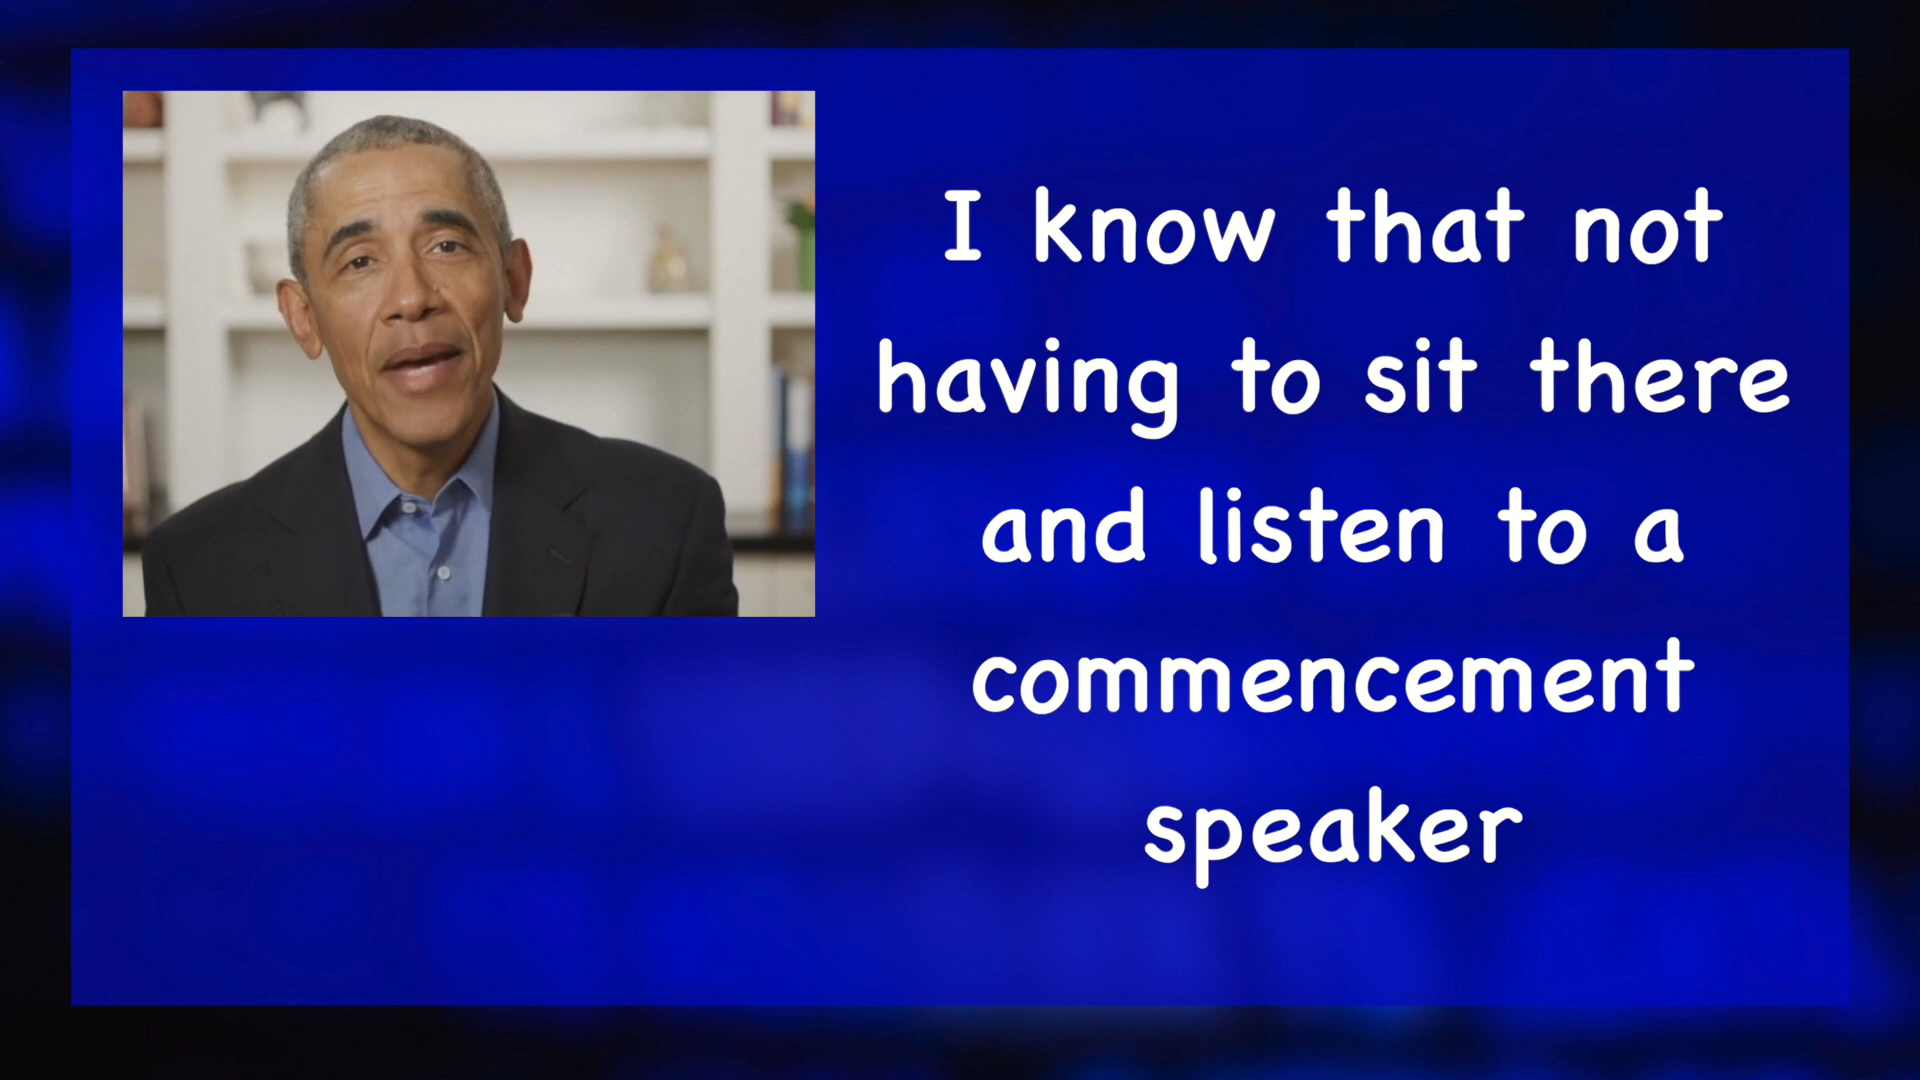 I know that not
having to sit there
and listen to a
commencement
speaker